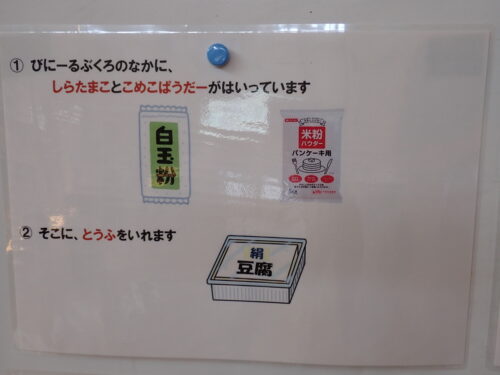 ① びにーるぶくろのなかに、
しらたまことこめこぱうだーがはいっています
白玉粉
米粉
パウダー
パンケーキ用
② そこに、とうふをいれます
絹
豆腐